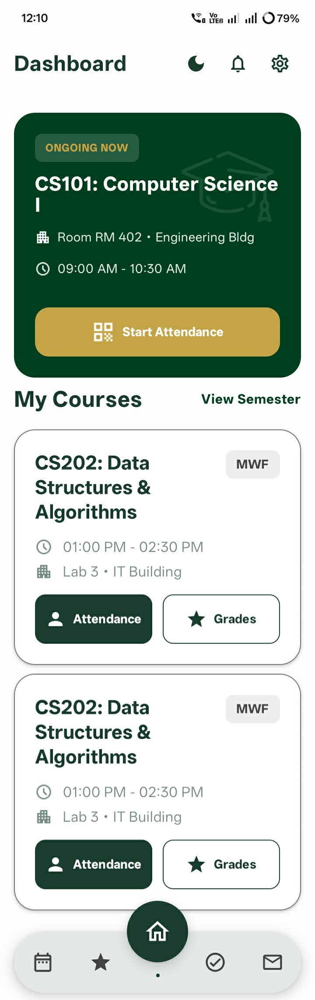 12:10
Vo
LTE2
79%
Dashboard
ONGOING NOW
CS101: Computer Science
I
Room RM 402 • Engineering Bldg
09:00 AM - 10:30 AM
Start Attendance
My Courses
View Semester
CS202: Data
Structures &
Algorithms
MWF
01:00 PM - 02:30 PM
Lab 3 • IT Building
Attendance
Grades
CS202: Data
Structures &
Algorithms
MWF
01:00 PM - 02:30 PM
Lab 3 • IT Building
Attendance
Grades